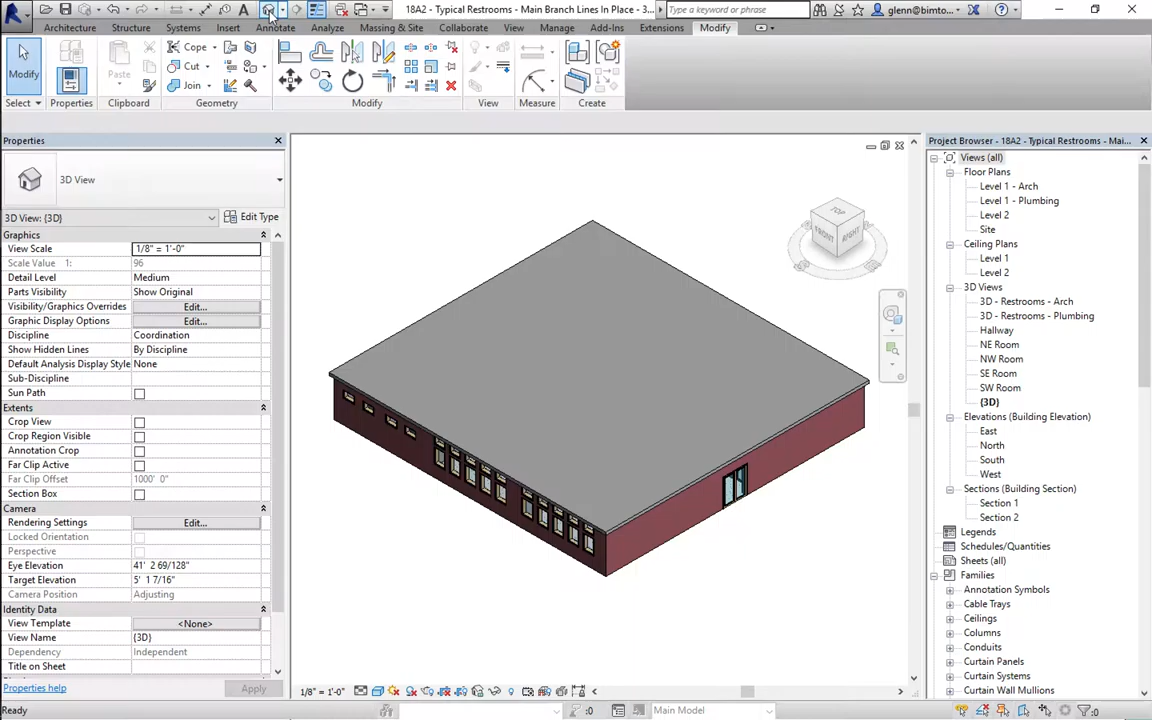 18A2 - Typical Restrooms - Main Branch Lines In Place - 3...
Type a keyword or phrase
glenn@bimto...
Architecture Structure Systems Insert Annotate Analyze Massing & Site Collaborate View Manage Add-Ins Extensions Modify
Modify
Paste
Cope
Cut
Join
Select Properties Clipboard Geometry Modify View Measure Create
Properties
3D View
3D View: {3D} Edit Type
Graphics
View Scale 1/8" = 1'-0"
Scale Value 1: 96
Detail Level Medium
Parts Visibility Show Original
Visibility/Graphics Overrides Edit...
Graphic Display Options Edit...
Discipline Coordination
Show Hidden Lines By Discipline
Default Analysis Display Style None
Sub-Discipline
Sun Path
Extents
Crop View
Crop Region Visible
Annotation Crop
Far Clip Active
Far Clip Offset 1000' 0"
Section Box
Camera
Rendering Settings Edit...
Locked Orientation
Perspective
Eye Elevation 41' 2 69/128"
Target Elevation 5' 1 7/16"
Camera Position Adjusting
Identity Data
View Template <None>
View Name {3D}
Dependency Independent
Title on Sheet
Properties help Apply
TOP
FRONT RIGHT
1/8" = 1'-0"
Project Browser - 18A2 - Typical Restrooms - Mai...
Views (all)
Floor Plans
Level 1 - Arch
Level 1 - Plumbing
Level 2
Site
Ceiling Plans
Level 1
Level 2
3D Views
3D - Restrooms - Arch
3D - Restrooms - Plumbing
Hallway
NE Room
NW Room
SE Room
SW Room
{3D}
Elevations (Building Elevation)
East
North
South
West
Sections (Building Section)
Section 1
Section 2
Legends
Schedules/Quantities
Sheets (all)
Families
Annotation Symbols
Cable Trays
Ceilings
Columns
Conduits
Curtain Panels
Curtain Systems
Curtain Wall Mullions
Ready :0 Main Model :0